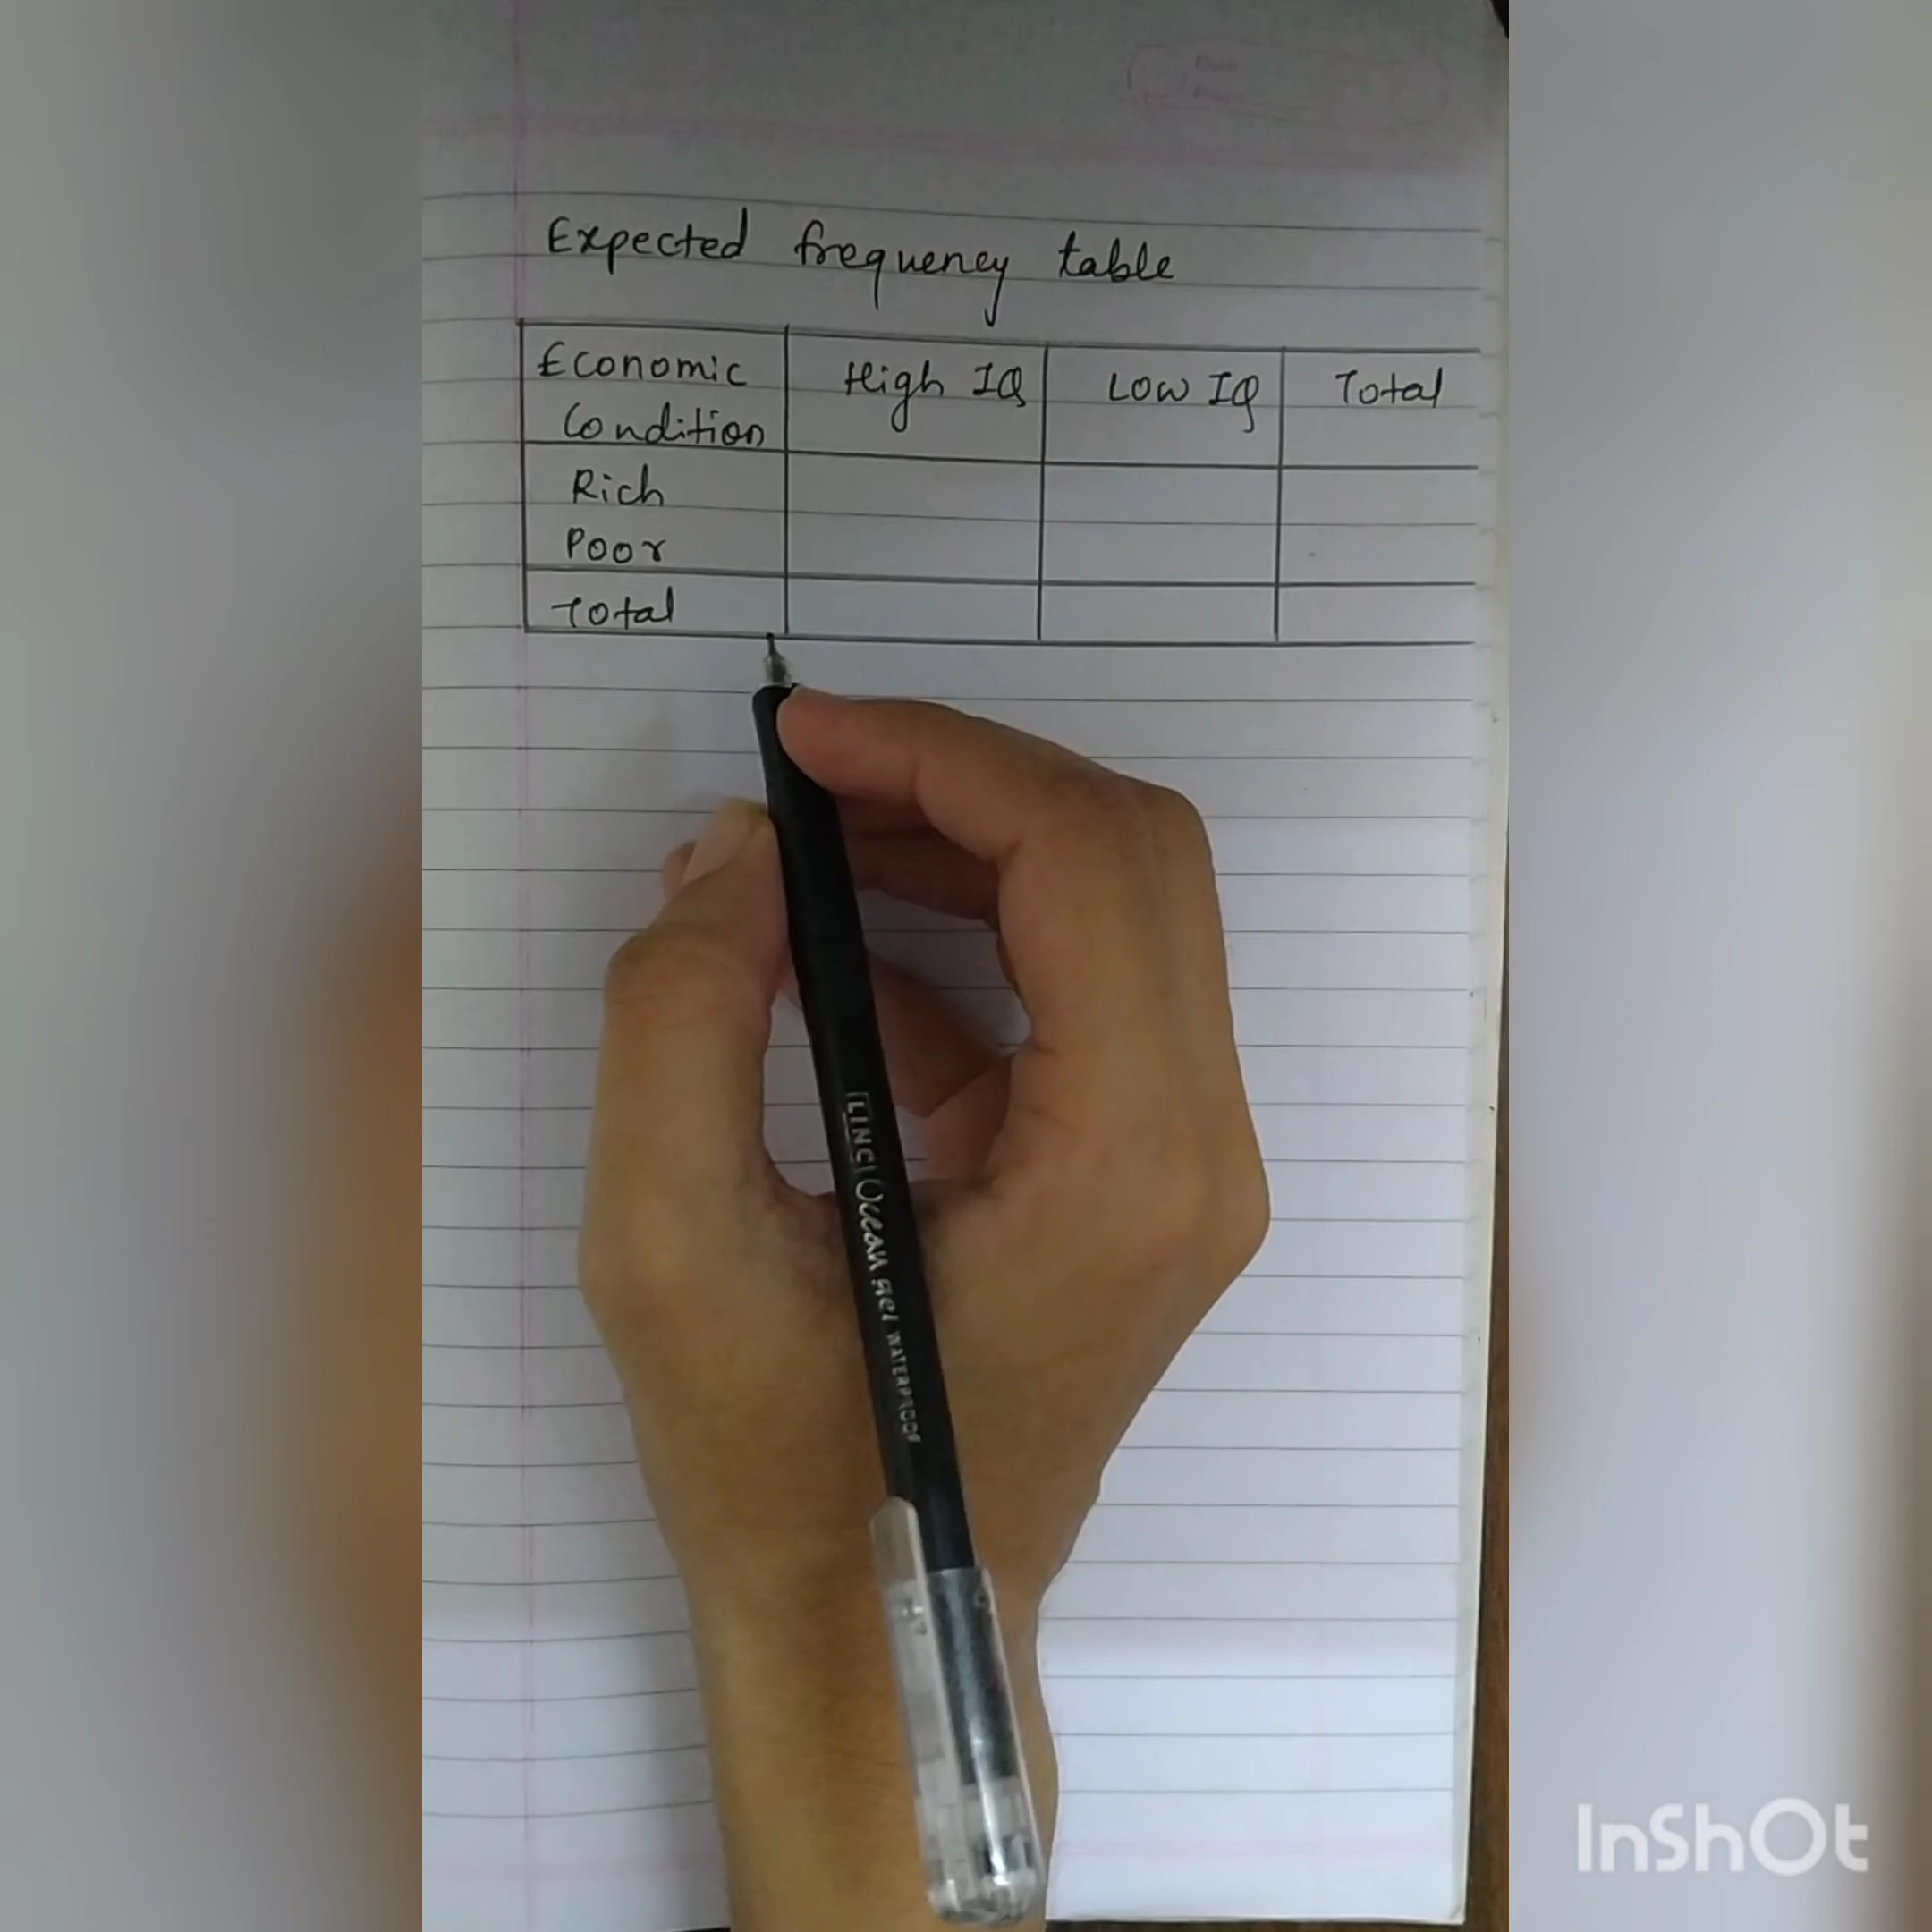 Expected frequency table
Economic Condition High IQ Low IQ Total
Rich
Poor
Total
LINC Ocean Gel WATERPROOF
InShOt